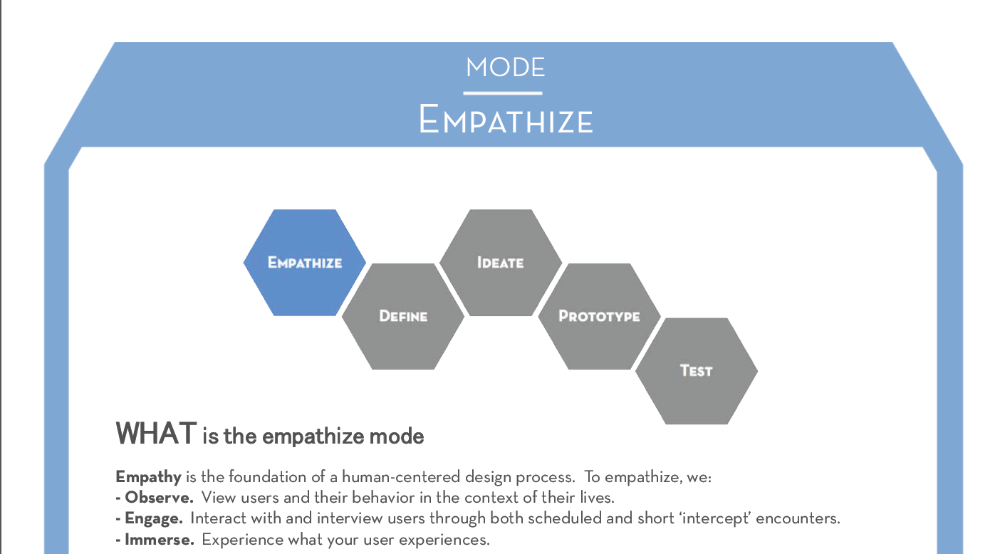 MODE
EMPATHIZE
EMPATHIZE
DEFINE
IDEATE
PROTOTYPE
TEST
WHAT is the empathize mode
Empathy is the foundation of a human-centered design process.  To empathize, we:
- Observe.  View users and their behavior in the context of their lives.
- Engage.  Interact with and interview users through both scheduled and short ‘intercept’ encounters.
- Immerse.  Experience what your user experiences.